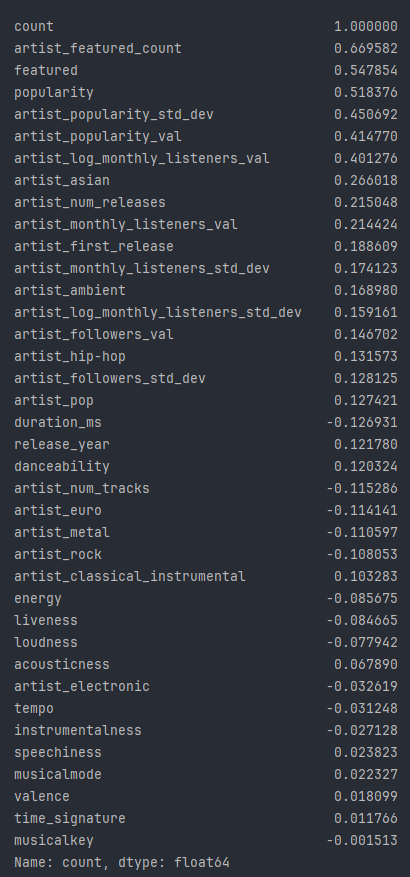 count 1.000000
artist_featured_count 0.669582
featured 0.547854
popularity 0.518376
artist_popularity_std_dev 0.450692
artist_popularity_val 0.414770
artist_log_monthly_listeners_val 0.401276
artist_asian 0.266018
artist_num_releases 0.215048
artist_monthly_listeners_val 0.214424
artist_first_release 0.188609
artist_monthly_listeners_std_dev 0.174123
artist_ambient 0.168980
artist_log_monthly_listeners_std_dev 0.159161
artist_followers_val 0.146702
artist_hip-hop 0.131573
artist_followers_std_dev 0.128125
artist_pop 0.127421
duration_ms -0.126931
release_year 0.121780
danceability 0.120324
artist_num_tracks -0.115286
artist_euro -0.114141
artist_metal -0.110597
artist_rock -0.108053
artist_classical_instrumental 0.103283
energy -0.085675
liveness -0.084665
loudness -0.077942
acousticness 0.067890
artist_electronic -0.032619
tempo -0.031248
instrumentalness -0.027128
speechiness 0.023823
musicalmode 0.022327
valence 0.018099
time_signature 0.011766
musicalkey -0.001513
Name: count, dtype: float64